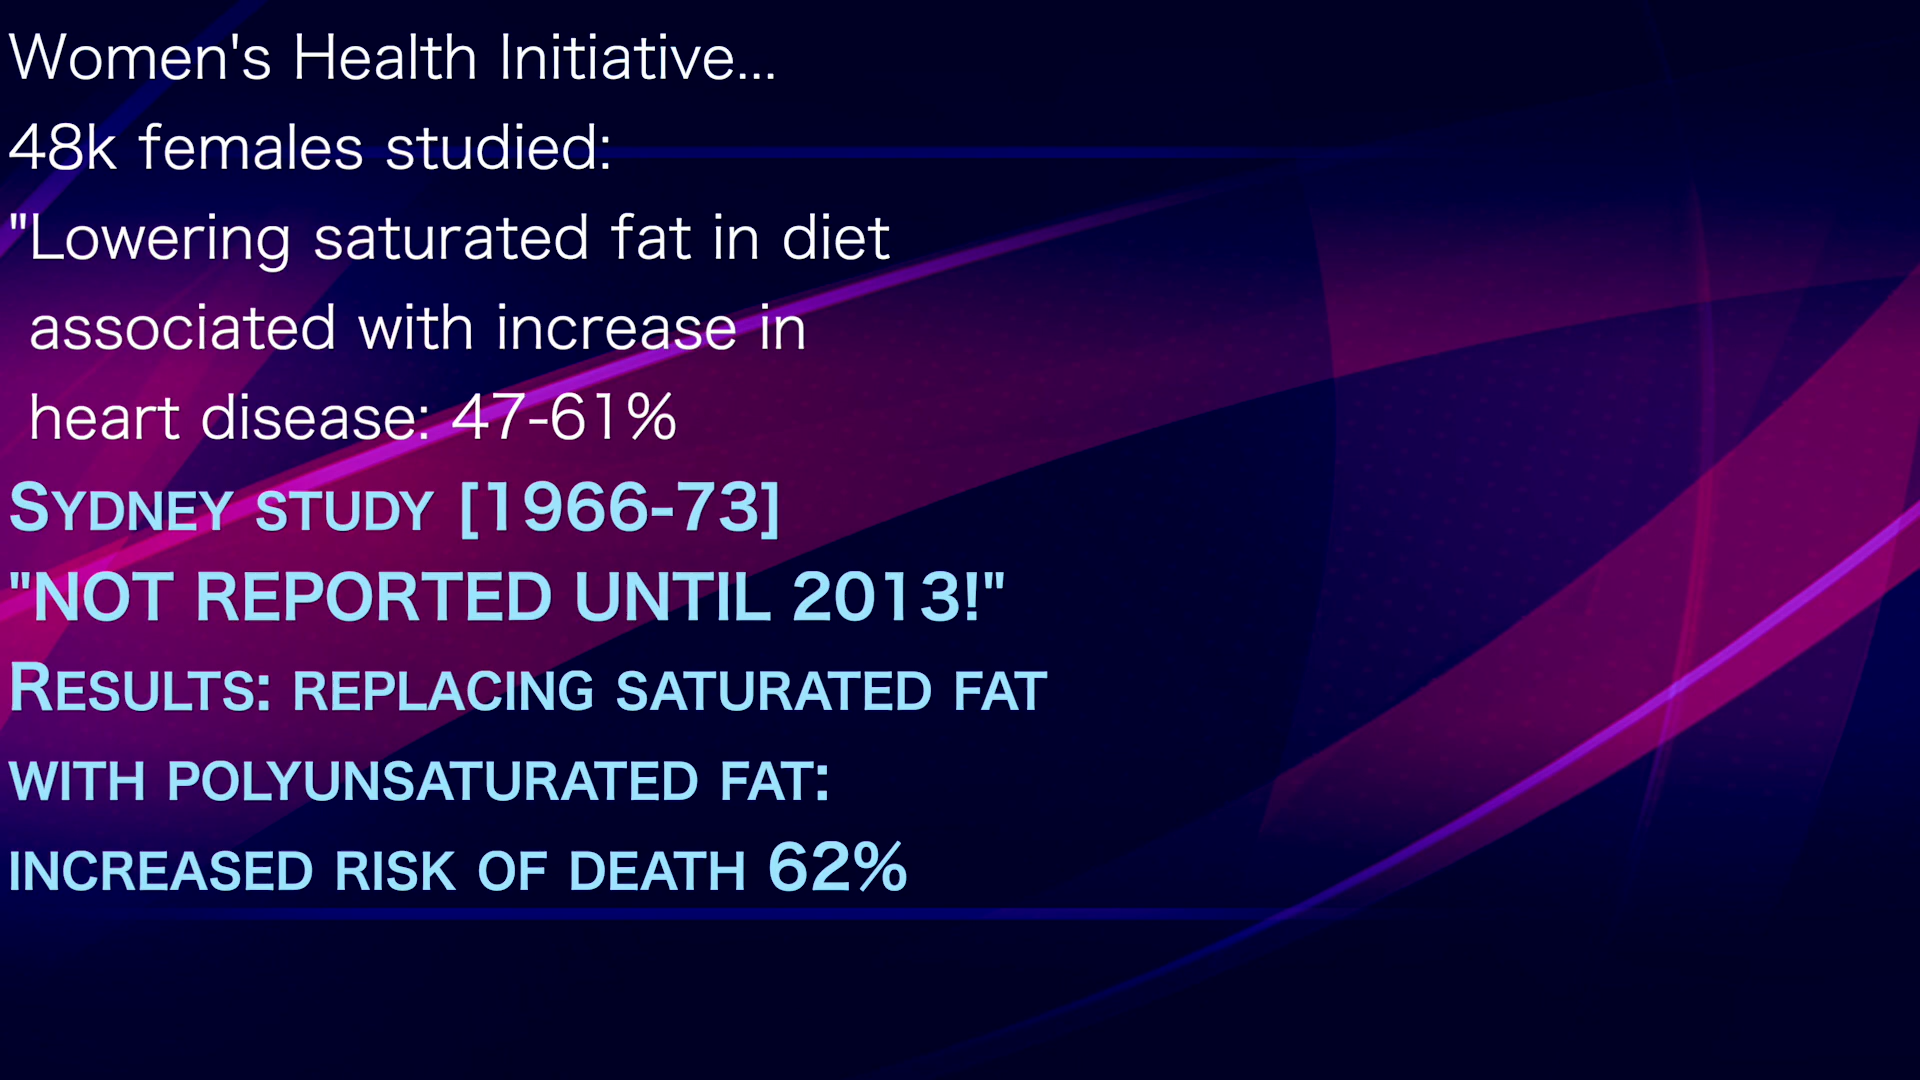 Women's Health Initiative...
48k females studied:
"Lowering saturated fat in diet
associated with increase in
heart disease: 47-61%
SYDNEY STUDY [1966-73]
"NOT REPORTED UNTIL 2013!"
RESULTS: REPLACING SATURATED FAT
WITH POLYUNSATURATED FAT:
INCREASED RISK OF DEATH 62%